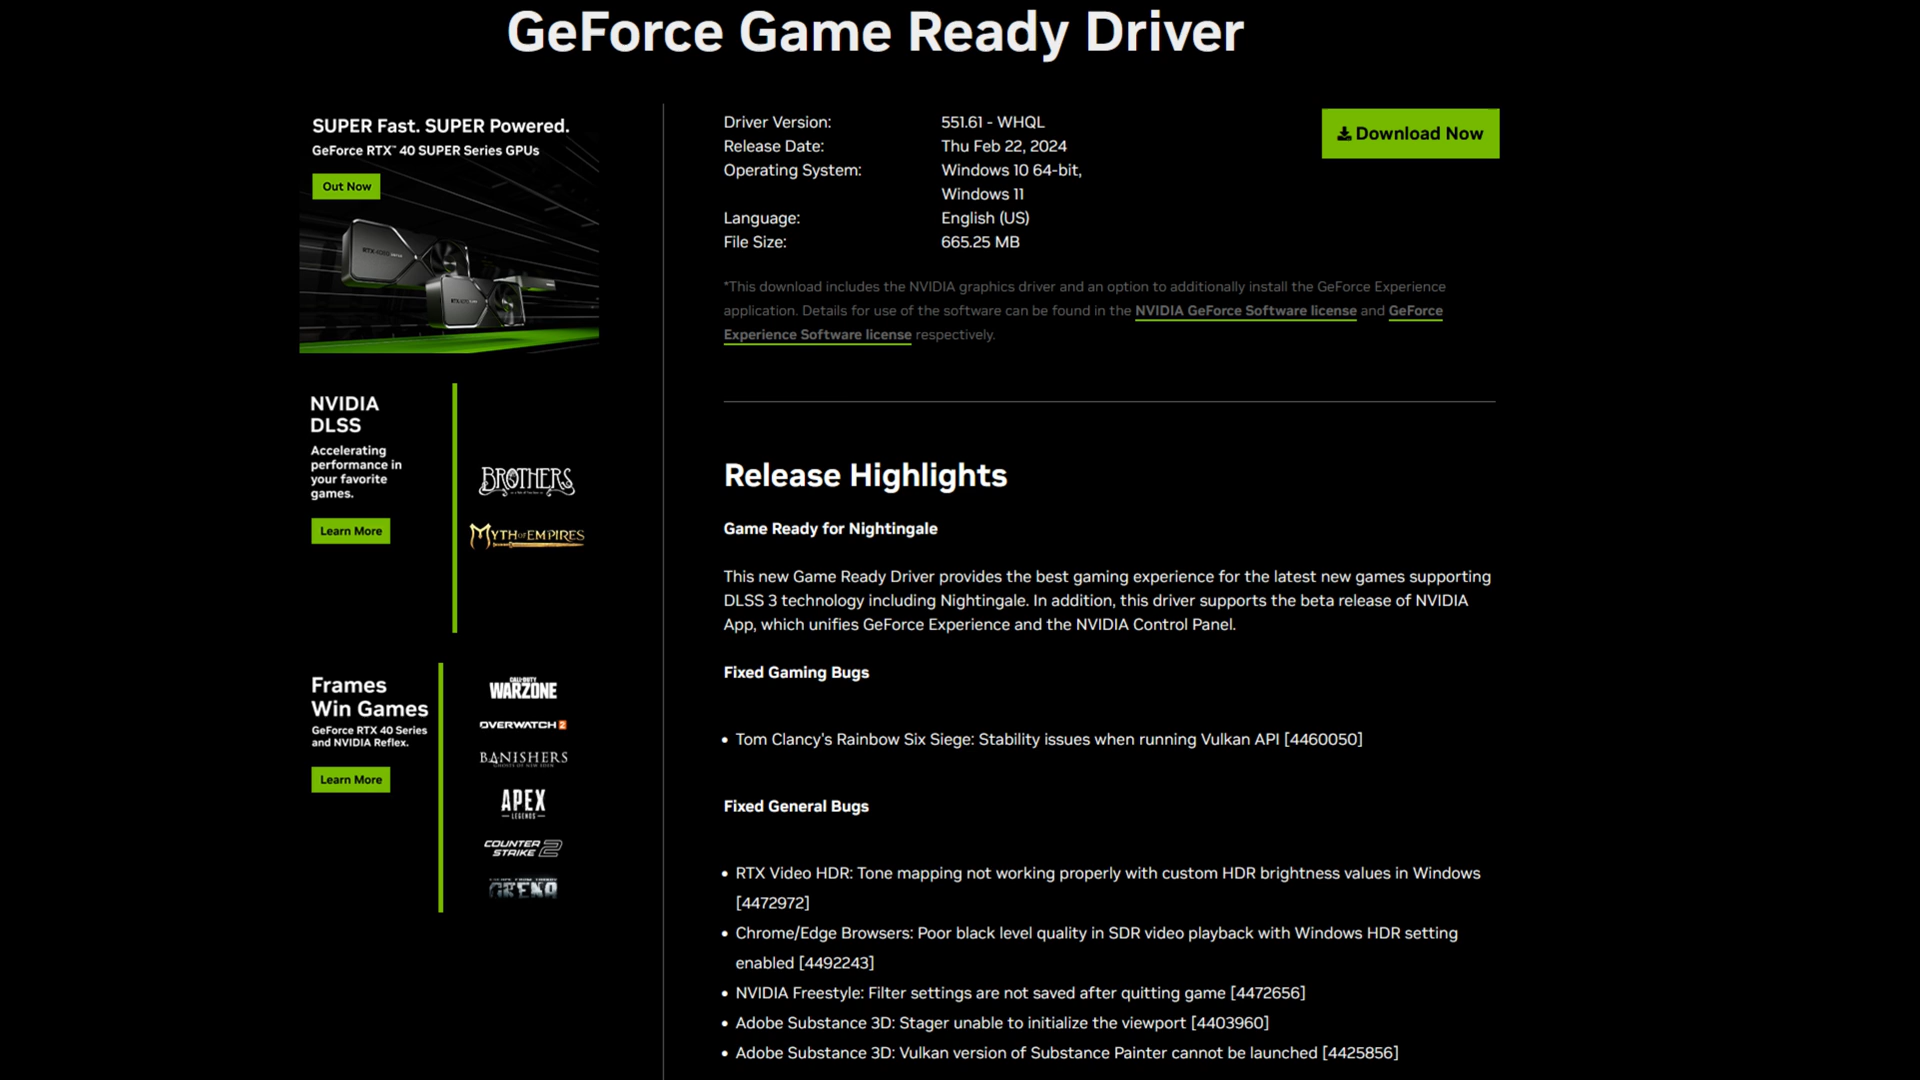 GeForce Game Ready Driver
SUPER Fast. SUPER Powered.
GeForce RTX™ 40 SUPER Series GPUs
Out Now
NVIDIA
DLSS
Accelerating
performance in
your favorite
games.
Learn More
BROTHERS
MYTH OF EMPIRES
Frames
Win Games
GeForce RTX 40 Series
and NVIDIA Reflex.
Learn More
CALL OF DUTY
WARZONE
OVERWATCH 2
BANISHERS
GHOSTS OF NEW EDEN
APEX
LEGENDS
COUNTER
STRIKE 2
Driver Version: 551.61 - WHQL
Release Date: Thu Feb 22, 2024
Operating System: Windows 10 64-bit,
Windows 11
Language: English (US)
File Size: 665.25 MB
Download Now
*This download includes the NVIDIA graphics driver and an option to additionally install the GeForce Experience
application. Details for use of the software can be found in the NVIDIA GeForce Software license and GeForce
Experience Software license respectively.
Release Highlights
Game Ready for Nightingale
This new Game Ready Driver provides the best gaming experience for the latest new games supporting
DLSS 3 technology including Nightingale. In addition, this driver supports the beta release of NVIDIA
App, which unifies GeForce Experience and the NVIDIA Control Panel.
Fixed Gaming Bugs
• Tom Clancy's Rainbow Six Siege: Stability issues when running Vulkan API [4460050]
Fixed General Bugs
• RTX Video HDR: Tone mapping not working properly with custom HDR brightness values in Windows
[4472972]
• Chrome/Edge Browsers: Poor black level quality in SDR video playback with Windows HDR setting
enabled [4492243]
• NVIDIA Freestyle: Filter settings are not saved after quitting game [4472656]
• Adobe Substance 3D: Stager unable to initialize the viewport [4403960]
• Adobe Substance 3D: Vulkan version of Substance Painter cannot be launched [4425856]